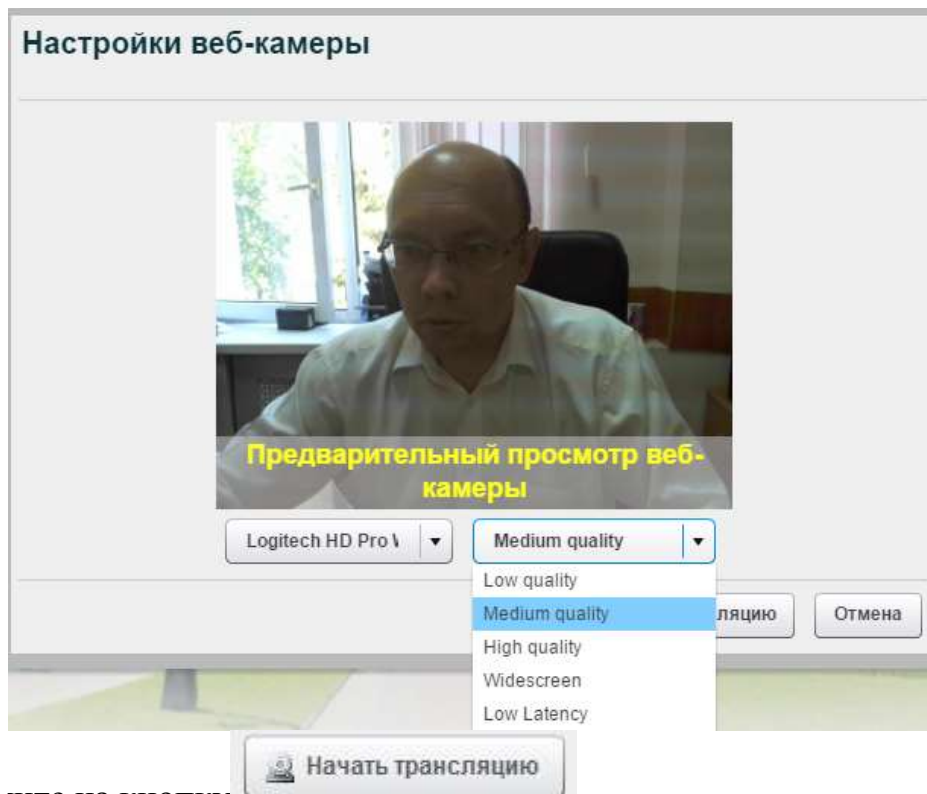 Настройки веб-камеры
Предварительный просмотр веб-
камеры
Logitech HD Pro
Medium quality
Low quality
Medium quality
ляцию
Отмена
High quality
Widescreen
Low Latency
Начать трансляцию